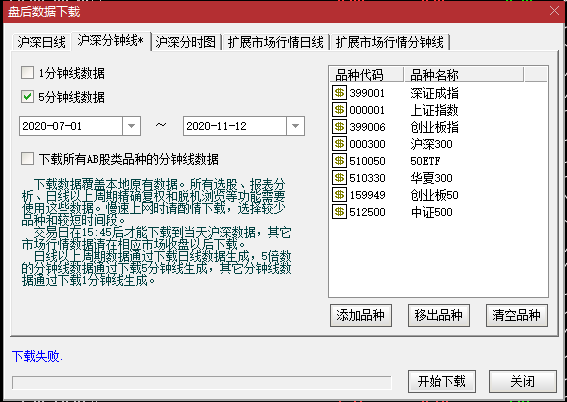 盘后数据下载
沪深日线 沪深分钟线* 沪深分时图 扩展市场行情日线 扩展市场行情分钟线
1分钟线数据
5分钟线数据
2020-07-01 ~ 2020-11-12
下载所有AB股类品种的分钟线数据
下载数据覆盖本地原有数据。所有选股、报表分
析、日线以上周期精确复权和脱机浏览等功能需要
使用这些数据。慢速上网时请酌情下载，选择较少
品种和较短时间段。
交易日在15:45后才能下载到当天沪深数据，其它
市场行情数据请在相应市场收盘以后下载。
日线以上周期数据通过下载日线数据生成，5倍数
的分钟线数据通过下载5分钟线生成，其它分钟线数
据通过下载1分钟线生成。
品种代码 品种名称
399001 深证成指
000001 上证指数
399006 创业板指
000300 沪深300
510050 50ETF
510330 华夏300
159949 创业板50
512500 中证500
添加品种 移出品种 清空品种
下载失败.
开始下载 关闭